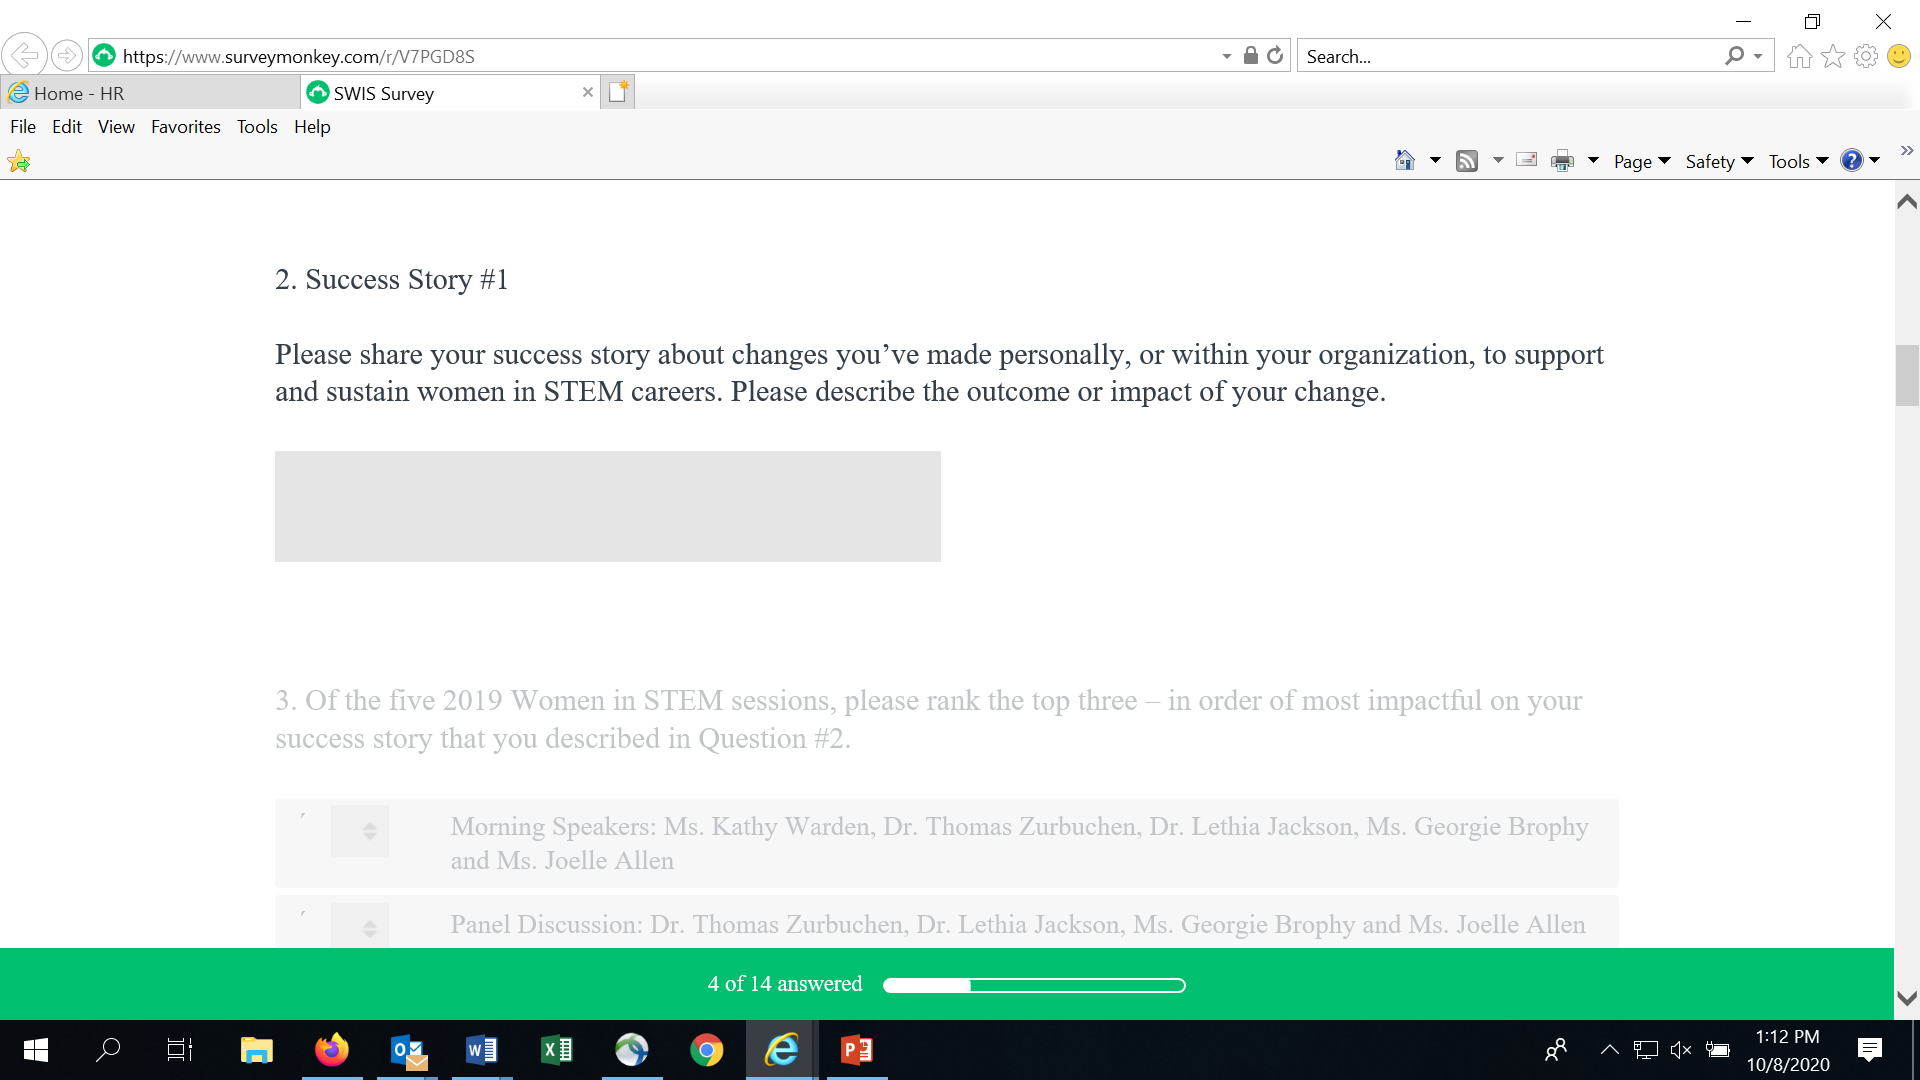 https://www.surveymonkey.com/r/V7PGD8S
Search...
Home - HR
SWIS Survey
File Edit View Favorites Tools Help
Page Safety Tools
2. Success Story #1
Please share your success story about changes you’ve made personally, or within your organization, to support
and sustain women in STEM careers. Please describe the outcome or impact of your change.
3. Of the five 2019 Women in STEM sessions, please rank the top three – in order of most impactful on your
success story that you described in Question #2.
Morning Speakers: Ms. Kathy Warden, Dr. Thomas Zurbuchen, Dr. Lethia Jackson, Ms. Georgie Brophy
and Ms. Joelle Allen
Panel Discussion: Dr. Thomas Zurbuchen, Dr. Lethia Jackson, Ms. Georgie Brophy and Ms. Joelle Allen
4 of 14 answered
1:12 PM
10/8/2020